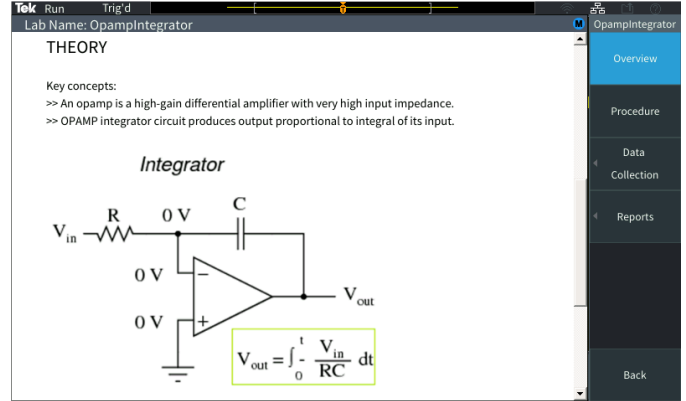 Tek Run Trig'd
Lab Name: OpampIntegrator
M
OpampIntegrator
THEORY
Key concepts:
>> An opamp is a high-gain differential amplifier with very high input impedance.
>> OPAMP integrator circuit produces output proportional to integral of its input.
Integrator
R
0 V
C
Vin
0 V
−
Vout
0 V
+
Vout = ∫₀ᵗ - Vin/RC dt
Overview
Procedure
Data
Collection
Reports
Back